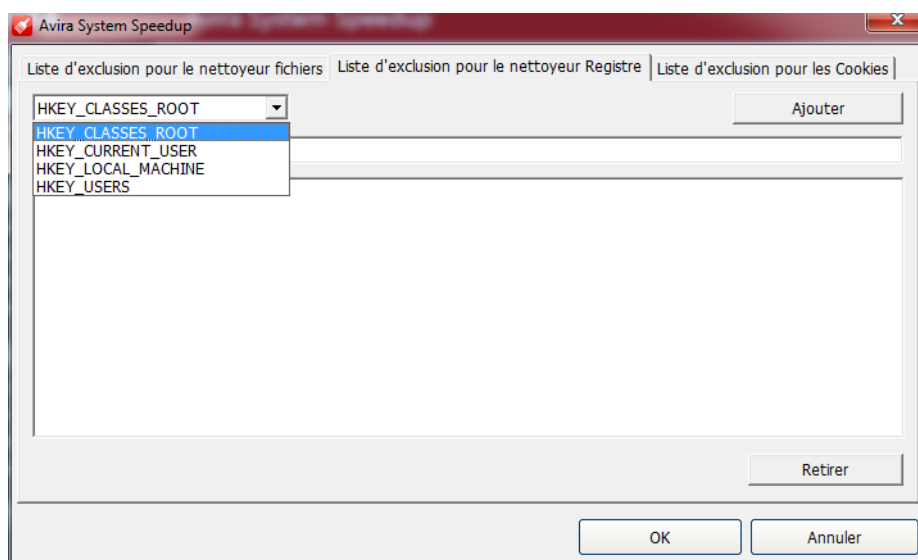 Avira System Speedup
Liste d'exclusion pour le nettoyeur fichiers
Liste d'exclusion pour le nettoyeur Registre
Liste d'exclusion pour les Cookies
HKEY_CLASSES_ROOT
Ajouter
HKEY_CLASSES_ROOT
HKEY_CURRENT_USER
HKEY_LOCAL_MACHINE
HKEY_USERS
Retirer
OK
Annuler